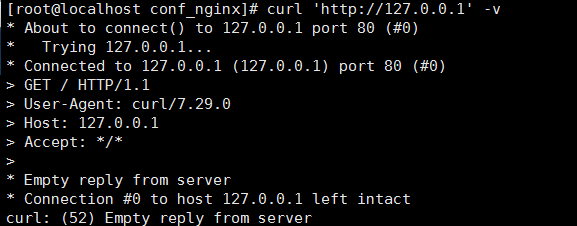 [root@localhost conf_nginx]# curl 'http://127.0.0.1' -v
* About to connect() to 127.0.0.1 port 80 (#0)
*   Trying 127.0.0.1...
* Connected to 127.0.0.1 (127.0.0.1) port 80 (#0)
> GET / HTTP/1.1
> User-Agent: curl/7.29.0
> Host: 127.0.0.1
> Accept: */*
>
* Empty reply from server
* Connection #0 to host 127.0.0.1 left intact
curl: (52) Empty reply from server